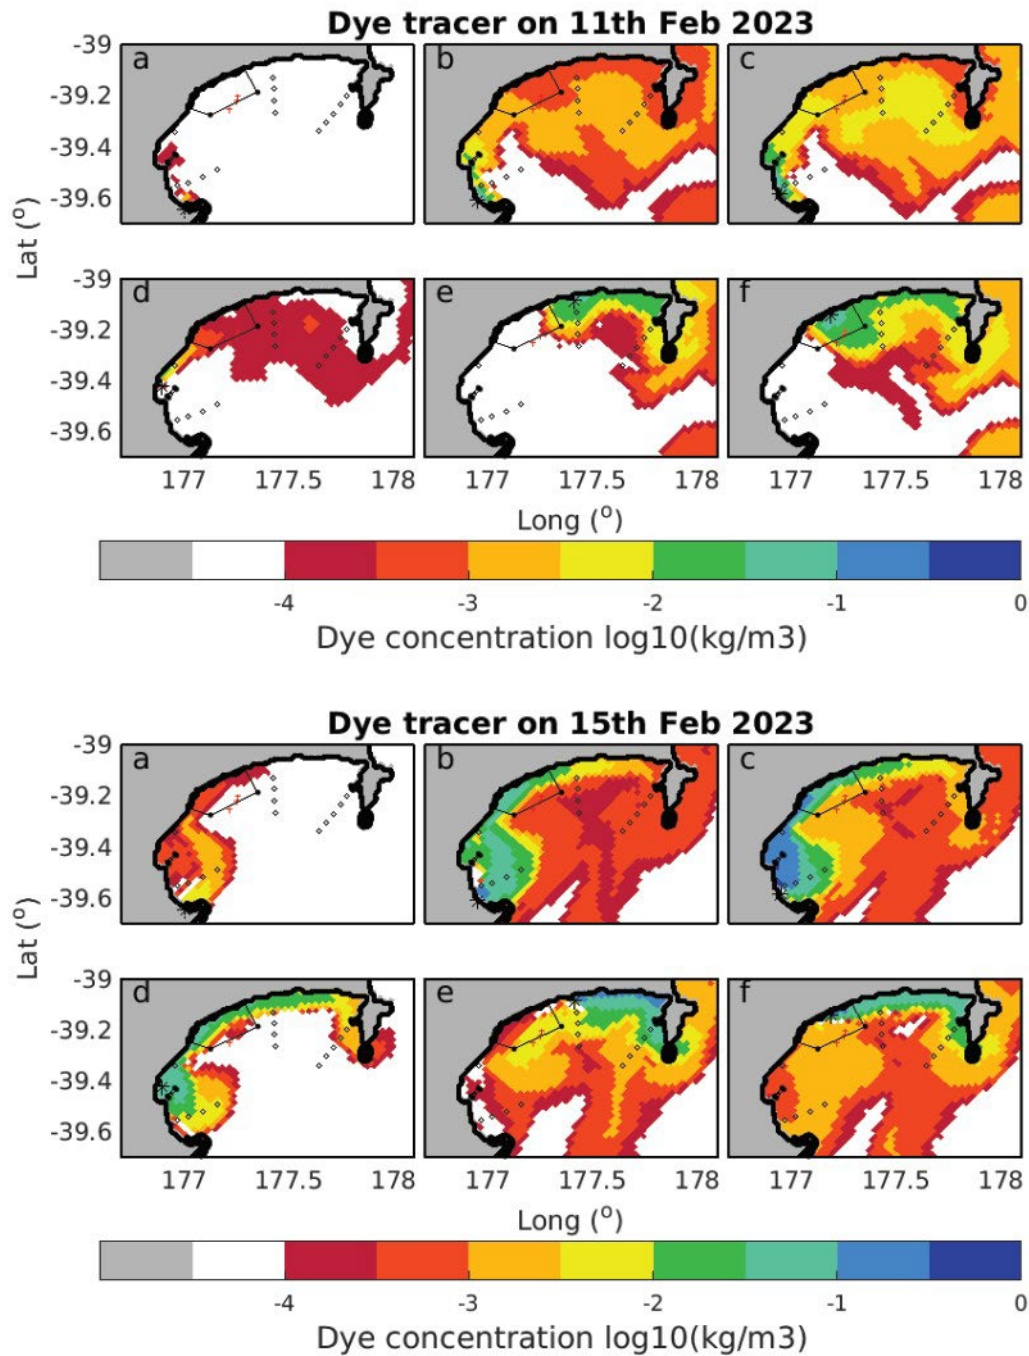 Dye tracer on 11th Feb 2023
-39
-39.2
-39.4
-39.6
a
b
c
-39
-39.2
-39.4
-39.6
d
e
f
Lat (o)
177 177.5 178 177 177.5 178 177 177.5 178
Long (o)
-4 -3 -2 -1 0
Dye concentration log10(kg/m3)
Dye tracer on 15th Feb 2023
-39
-39.2
-39.4
-39.6
a
b
c
-39
-39.2
-39.4
-39.6
d
e
f
Lat (o)
177 177.5 178 177 177.5 178 177 177.5 178
Long (o)
-4 -3 -2 -1 0
Dye concentration log10(kg/m3)